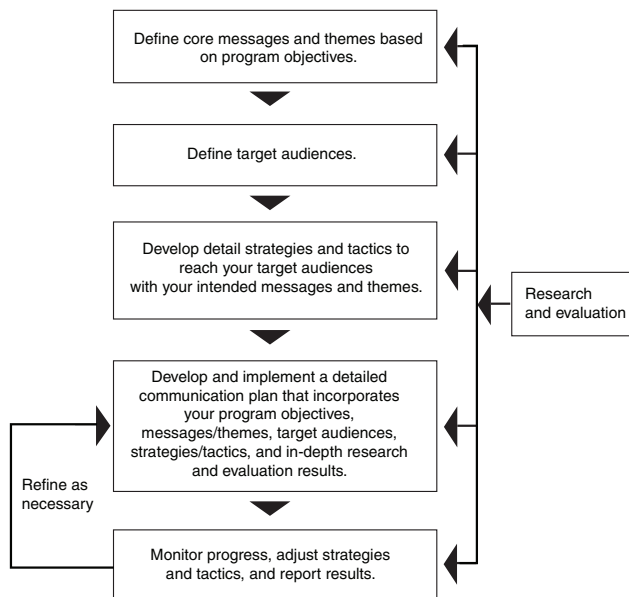 Define core messages and themes based
on program objectives.
Define target audiences.
Develop detail strategies and tactics to
reach your target audiences
with your intended messages and themes.
Research
and evaluation
Develop and implement a detailed
communication plan that incorporates
your program objectives,
messages/themes, target audiences,
strategies/tactics, and in-depth research
and evaluation results.
Refine as
necessary
Monitor progress, adjust strategies
and tactics, and report results.